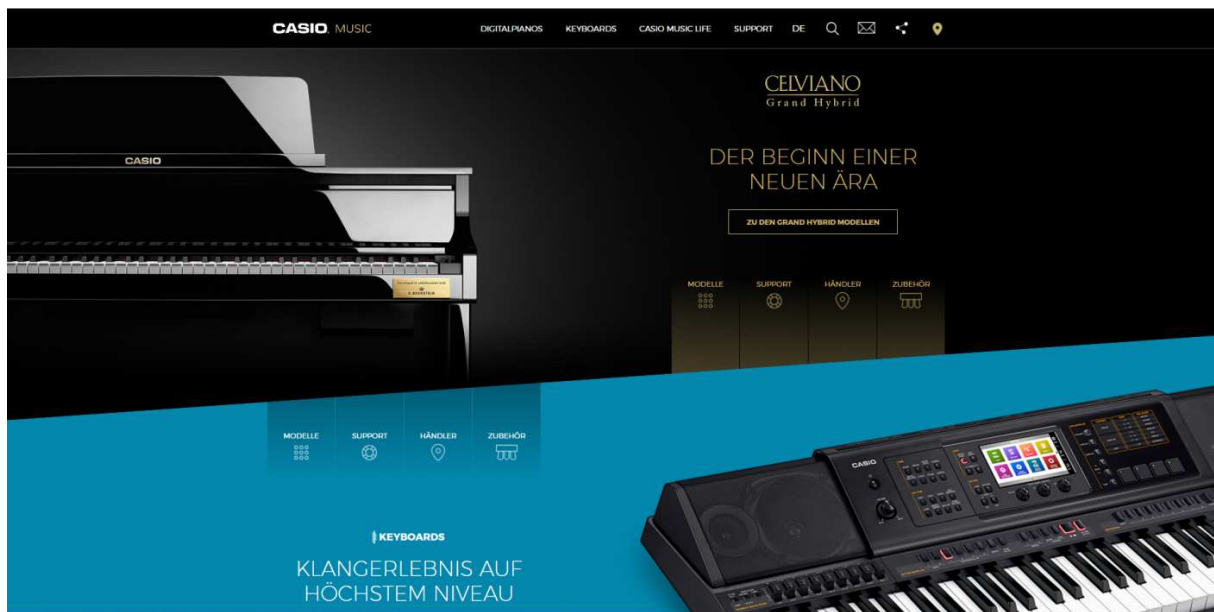 CASIO MUSIC
DIGITALPIANOS KEYBOARDS CASIO MUSIC LIFE SUPPORT DE
CELVIANO
Grand Hybrid
CASIO
DER BEGINN EINER
NEUEN ÄRA
ZU DEN GRAND HYBRID MODELLEN
C. BECHSTEIN
MODELLE SUPPORT HÄNDLER ZUBEHÖR
MODELLE SUPPORT HÄNDLER ZUBEHÖR
CASIO
KEYBOARDS
KLANGERLEBNIS AUF
HÖCHSTEM NIVEAU